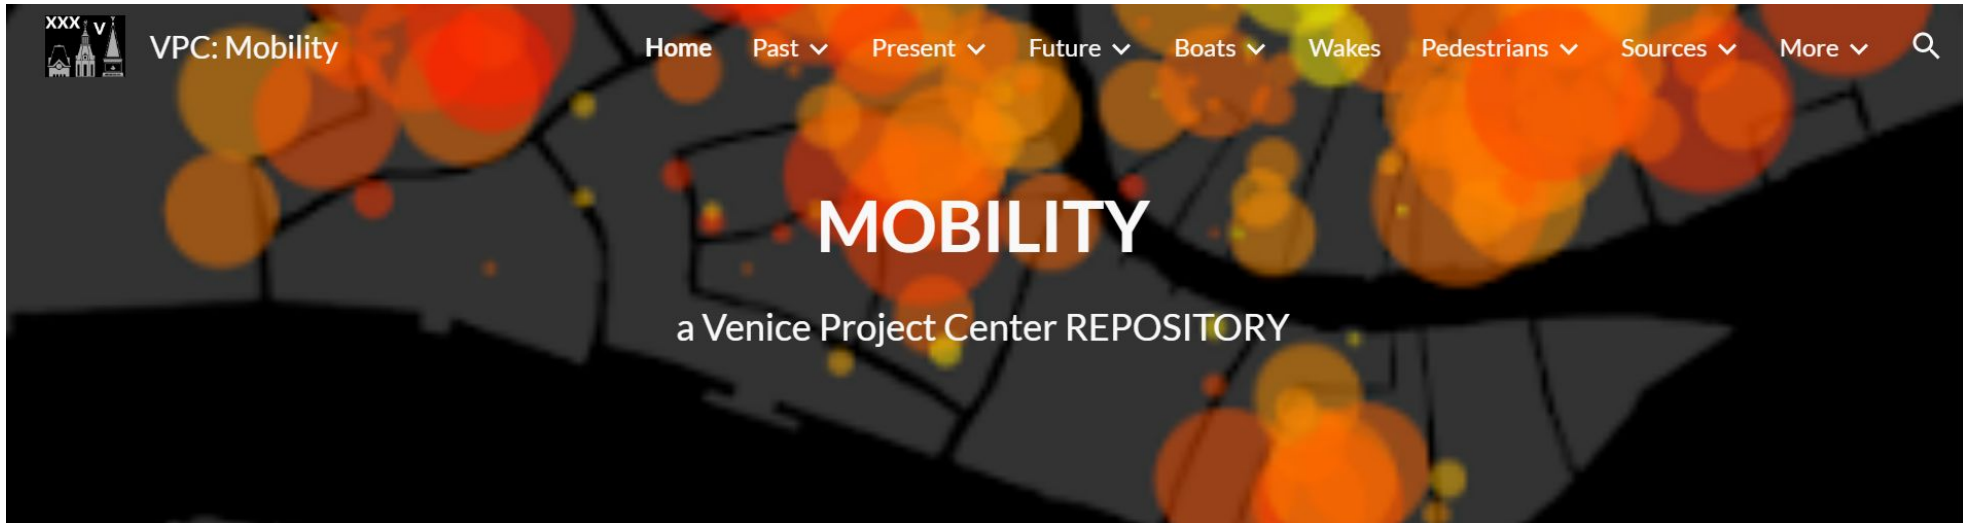 XXX V
VPC: Mobility
Home Past Present Future Boats Wakes Pedestrians Sources More
MOBILITY
a Venice Project Center REPOSITORY